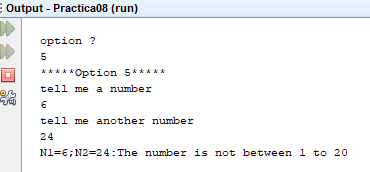 Output - Practica08 (run)
option ?
5
*****Option 5*****
tell me a number
6
tell me another number
24
N1=6;N2=24:The number is not between 1 to 20